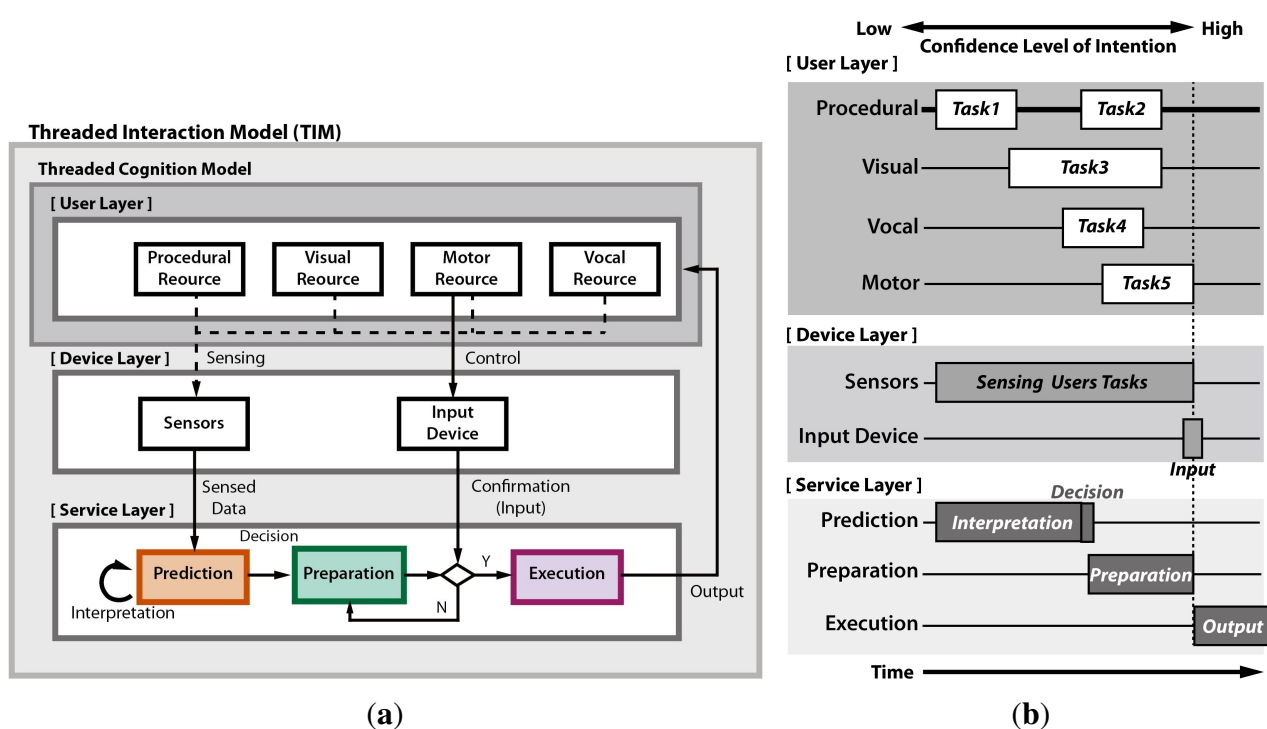 Threaded Interaction Model (TIM)
Threaded Cognition Model
[ User Layer ]
Procedural
Reource
Visual
Reource
Motor
Reource
Vocal
Reource
[ Device Layer ]
Sensing
Control
Sensors
Input
Device
Sensed
Data
Confirmation
(Input)
[ Service Layer ]
Decision
Prediction
Preparation
Y
Execution
N
Interpretation
Output
(a)
Low
High
Confidence Level of Intention
[ User Layer ]
Procedural
Task1
Task2
Visual
Task3
Vocal
Task4
Motor
Task5
[ Device Layer ]
Sensors
Sensing Users Tasks
Input Device
Input
[ Service Layer ]
Decision
Prediction
Interpretation
Preparation
Preparation
Execution
Output
Time
(b)